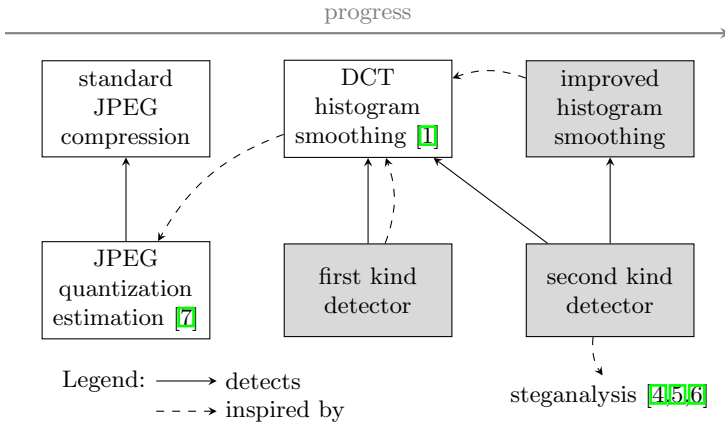 progress
standard
JPEG
compression
DCT
histogram
smoothing [1]
improved
histogram
smoothing
JPEG
quantization
estimation [7]
first kind
detector
second kind
detector
steganalysis [4,5,6]
Legend:
detects
inspired by